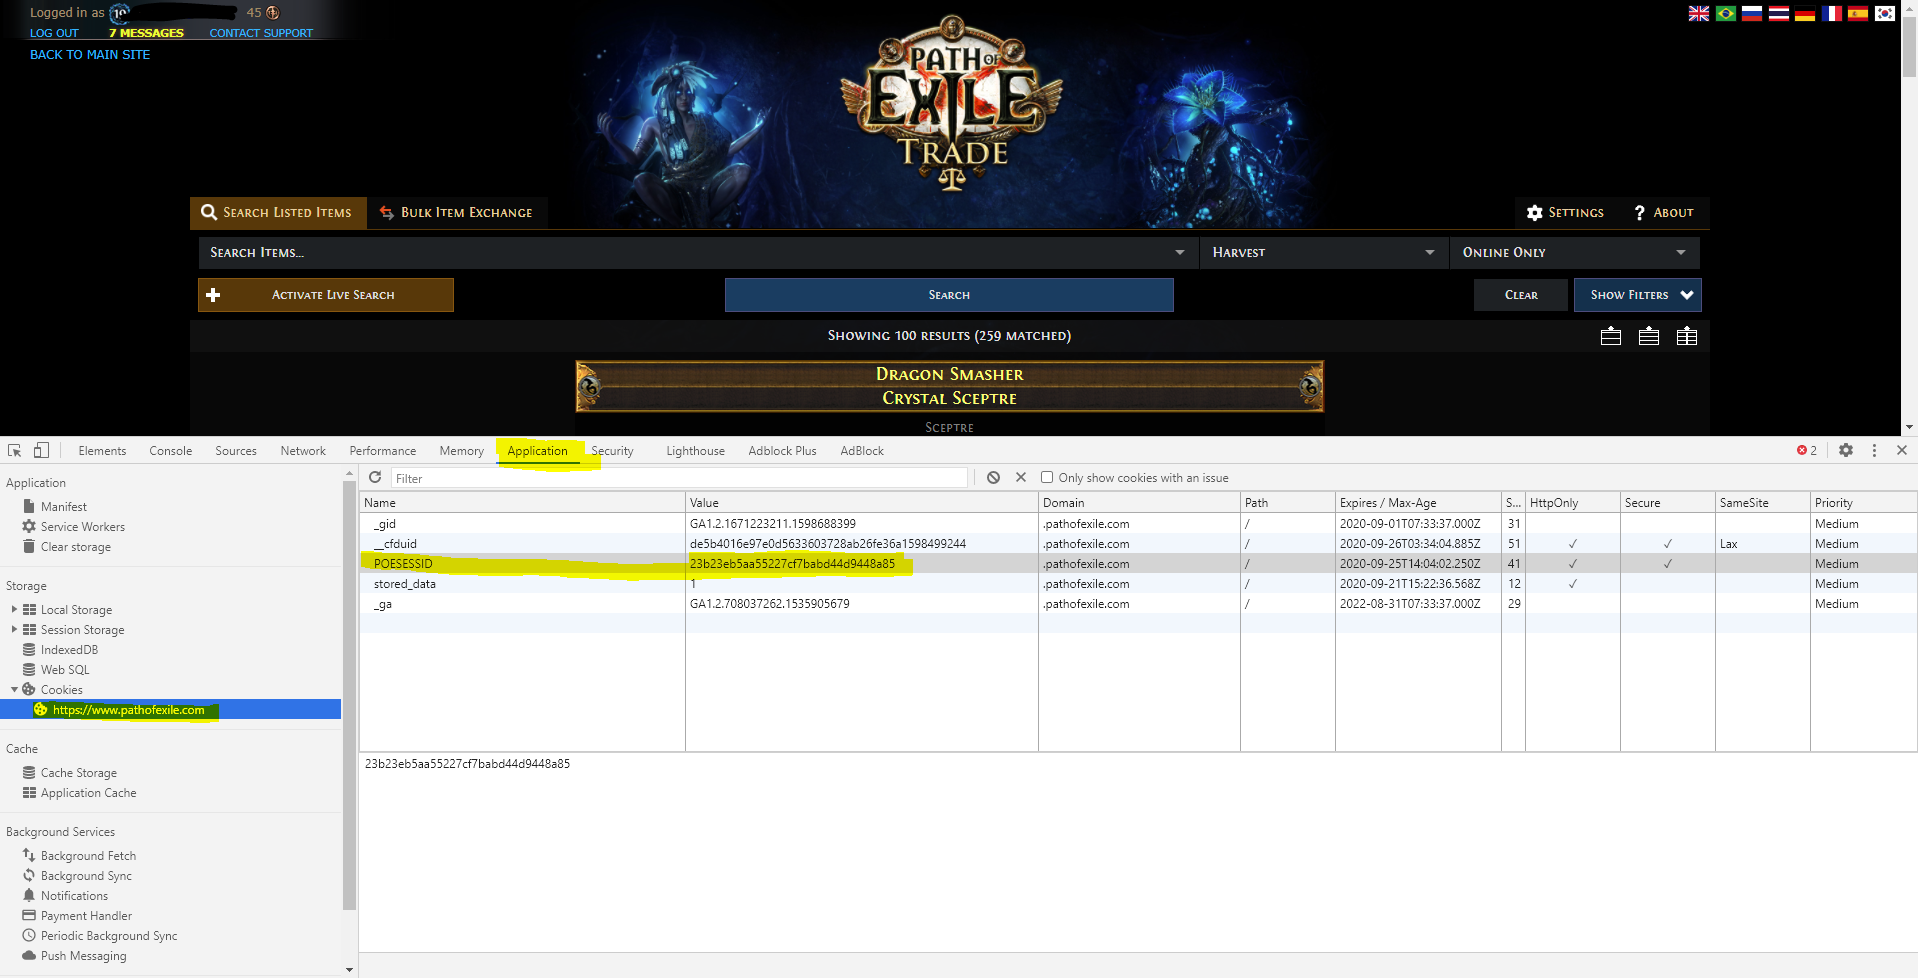 Logged in as 45
LOG OUT 7 MESSAGES CONTACT SUPPORT
BACK TO MAIN SITE
PATH OF
EXILE
TRADE
SEARCH LISTED ITEMS BULK ITEM EXCHANGE SETTINGS ? ABOUT
SEARCH ITEMS... HARVEST ONLINE ONLY
ACTIVATE LIVE SEARCH SEARCH CLEAR SHOW FILTERS
SHOWING 100 RESULTS (259 MATCHED)
DRAGON SMASHER
CRYSTAL SCEPTRE
SCEPTRE
Elements Console Sources Network Performance Memory Application Security Lighthouse Adblock Plus AdBlock 2
Filter Only show cookies with an issue
Application
Manifest
Service Workers
Clear storage
Storage
Local Storage
Session Storage
IndexedDB
Web SQL
Cookies
https://www.pathofexile.com
Cache
Cache Storage
Application Cache
Background Services
Background Fetch
Background Sync
Notifications
Payment Handler
Periodic Background Sync
Push Messaging
Name Value Domain Path Expires / Max-Age S... HttpOnly Secure SameSite Priority
_gid GA1.2.1671223211.1598688399 .pathofexile.com / 2020-09-01T07:33:37.000Z 31 Medium
__cfduid de5b4016e97e0d5633603728ab26fe36a1598499244 .pathofexile.com / 2020-09-26T03:34:04.885Z 51 ✓ ✓ Lax Medium
POESESSID 23b23eb5aa55227cf7babd44d9448a85 .pathofexile.com / 2020-09-25T14:04:02.250Z 41 ✓ ✓ Medium
stored_data 1 .pathofexile.com / 2020-09-21T15:22:36.568Z 12 ✓ Medium
_ga GA1.2.708037262.1535905679 .pathofexile.com / 2022-08-31T07:33:37.000Z 29 Medium
23b23eb5aa55227cf7babd44d9448a85